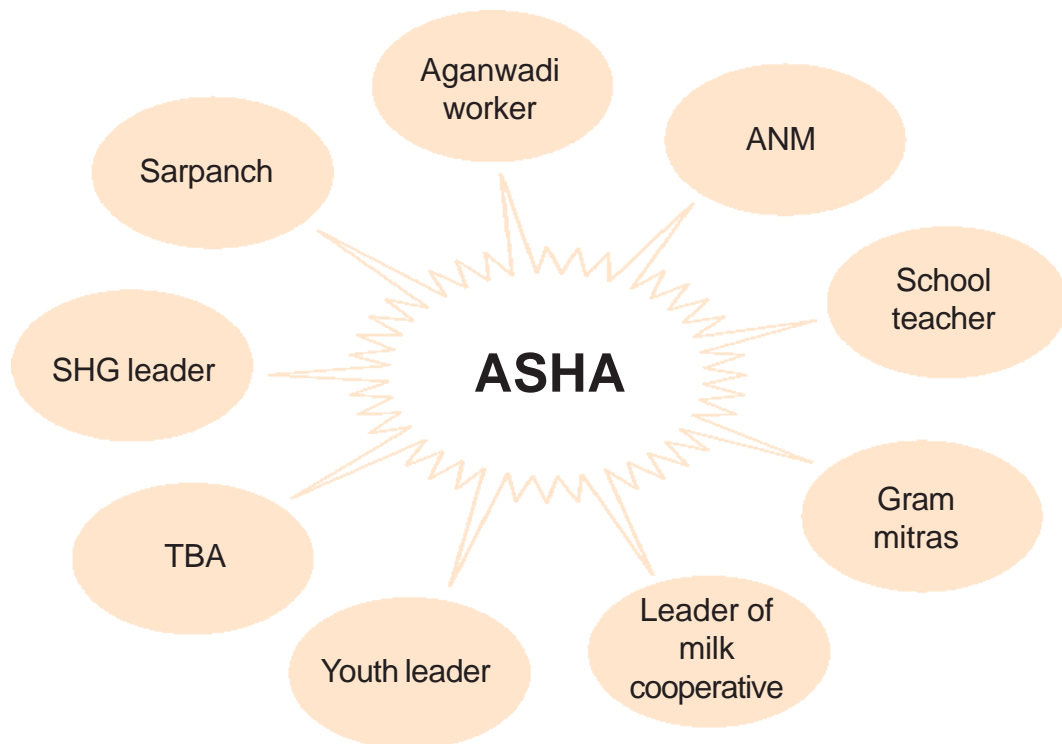 Aganwadi
worker
ANM
Sarpanch
School
teacher
SHG leader
ASHA
Gram
mitras
TBA
Leader of
milk
cooperative
Youth leader